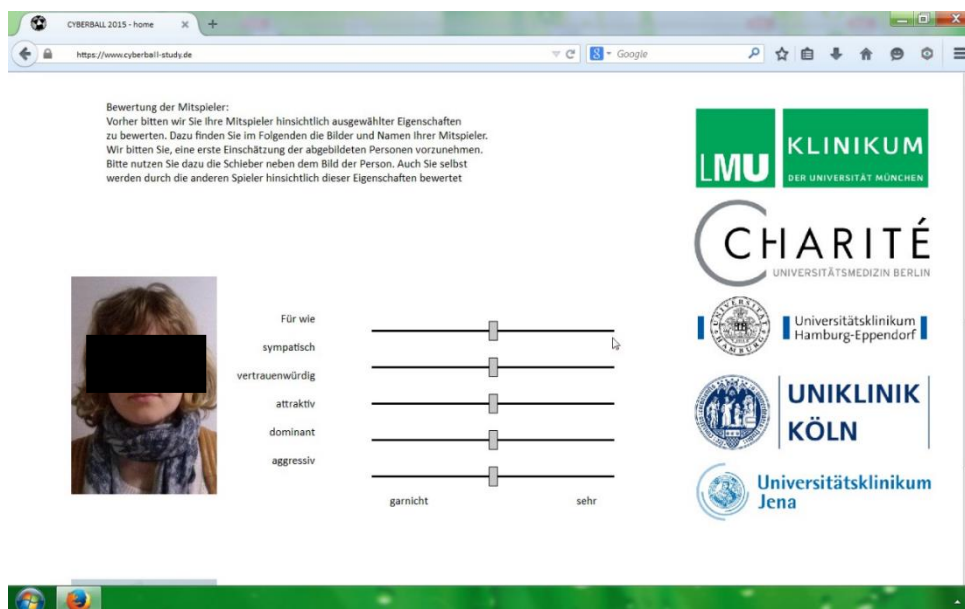 CYBERBALL 2015 - home
https://www.cyberball-study.de
8 Google
Bewertung der Mitspieler:
Vorher bitten wir Sie Ihre Mitspieler hinsichtlich ausgewählter Eigenschaften
zu bewerten. Dazu finden Sie im Folgenden die Bilder und Namen Ihrer Mitspieler.
Wir bitten Sie, eine erste Einschätzung der abgebildeten Personen vorzunehmen.
Bitte nutzen Sie dazu die Schieber neben dem Bild der Person. Auch Sie selbst
werden durch die anderen Spieler hinsichtlich dieser Eigenschaften bewertet
Für wie
sympatisch
vertrauenwürdig
attraktiv
dominant
aggressiv
garnicht sehr
LMU KLINIKUM
DER UNIVERSITÄT MÜNCHEN
CHARITÉ
UNIVERSITÄTSMEDIZIN BERLIN
UNIVERSITÄT
HAMBURG
Universitätsklinikum
Hamburg-Eppendorf
UNIKLINIK
KÖLN
Universitätsklinikum
Jena